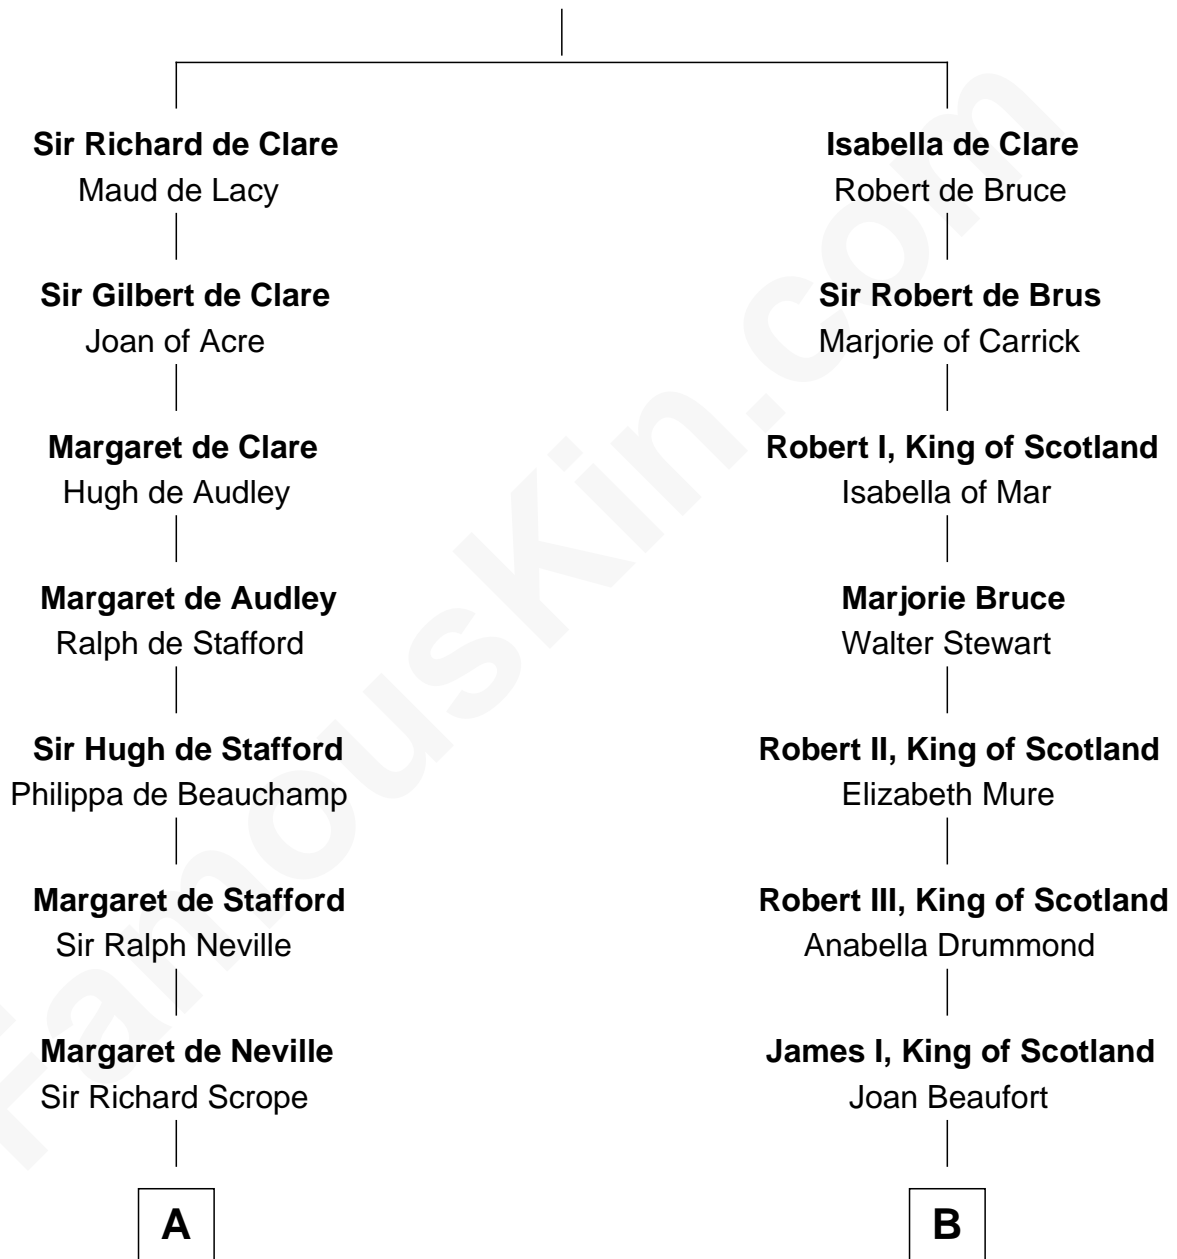 Sir Richard de Clare
Maud de Lacy
Isabella de Clare
Robert de Bruce
Sir Gilbert de Clare
Joan of Acre
Sir Robert de Brus
Marjorie of Carrick
Margaret de Clare
Hugh de Audley
Robert I, King of Scotland
Isabella of Mar
Margaret de Audley
Ralph de Stafford
Marjorie Bruce
Walter Stewart
Sir Hugh de Stafford
Philippa de Beauchamp
Robert II, King of Scotland
Elizabeth Mure
Margaret de Stafford
Sir Ralph Neville
Robert III, King of Scotland
Anabella Drummond
Margaret de Neville
Sir Richard Scrope
James I, King of Scotland
Joan Beaufort
A
B
FamousKin.com